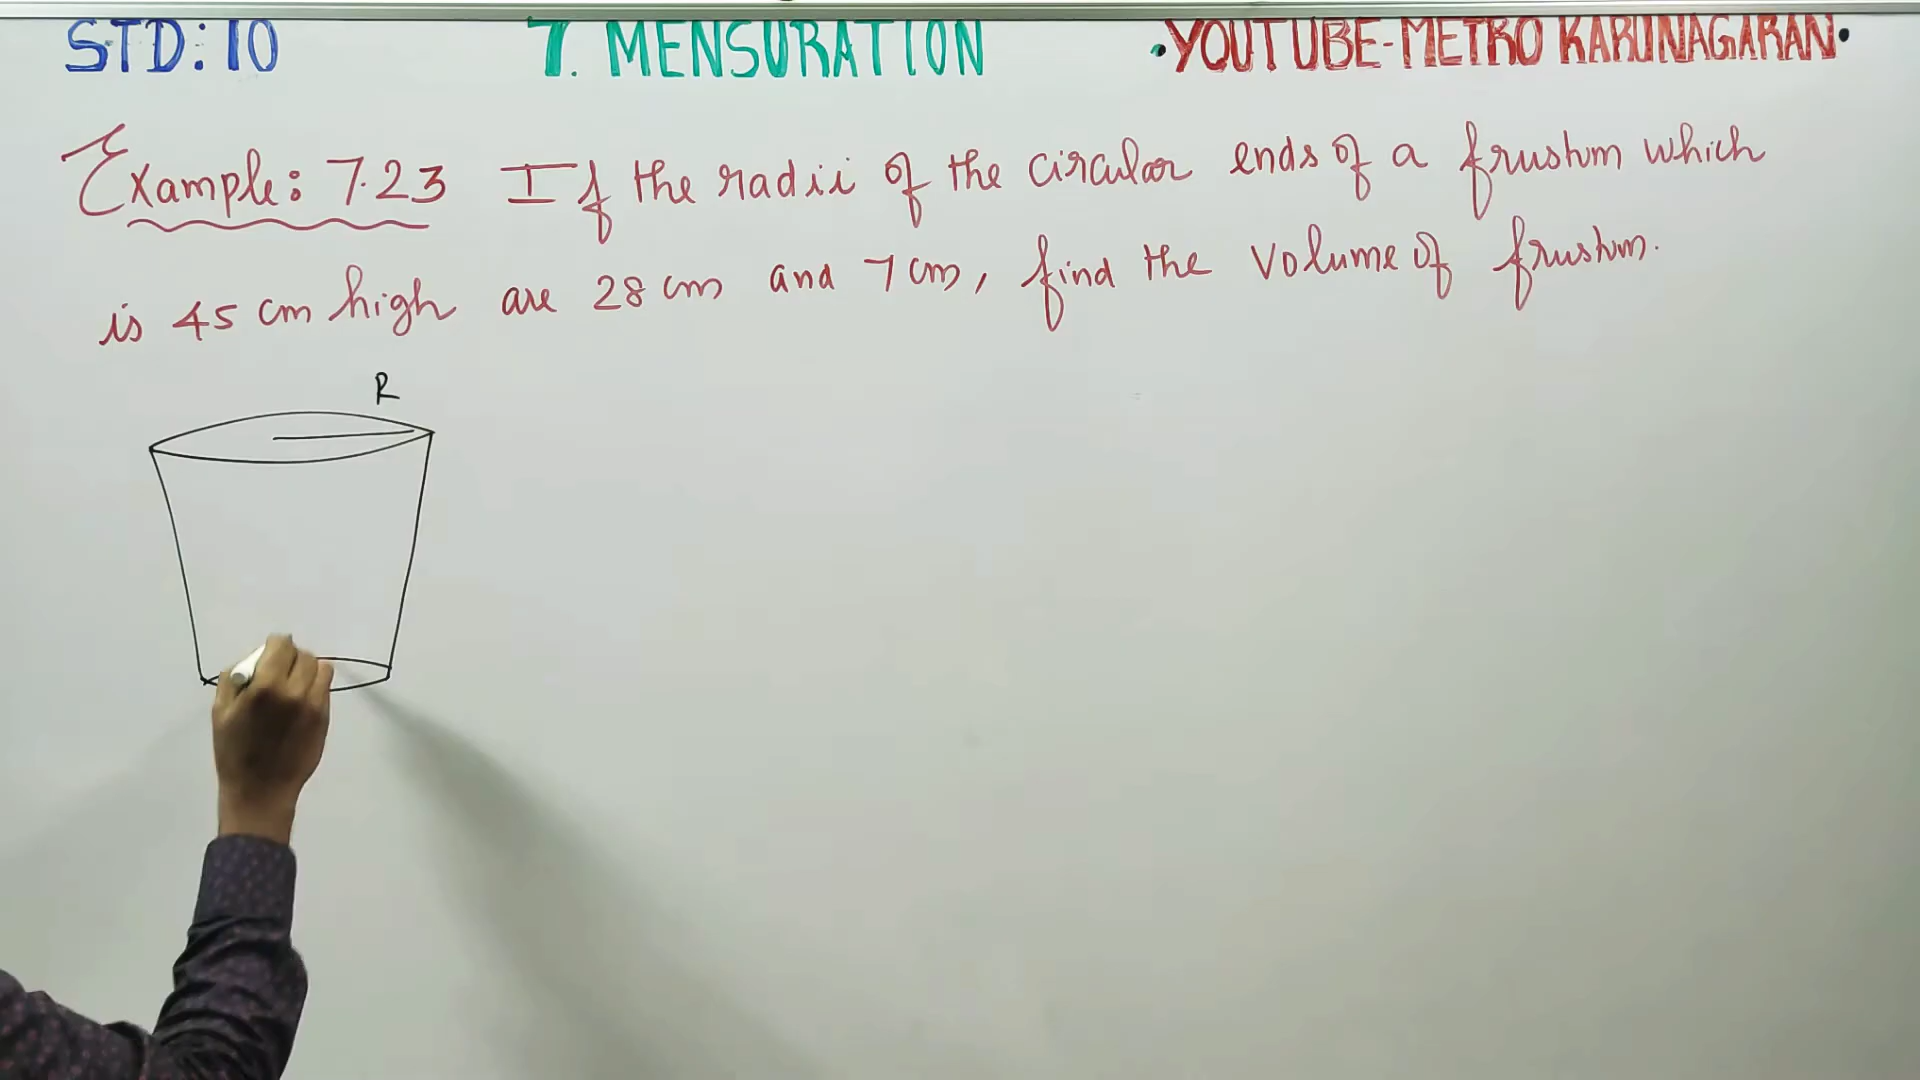 STD: 10 7. MENSURATION •YOUTUBE-METRO KARUNAGARAN•
Example: 7.23 If the radii of the circular ends of a frustum which
is 45 cm high are 28 cm and 7 cm, find the volume of frustum.
R